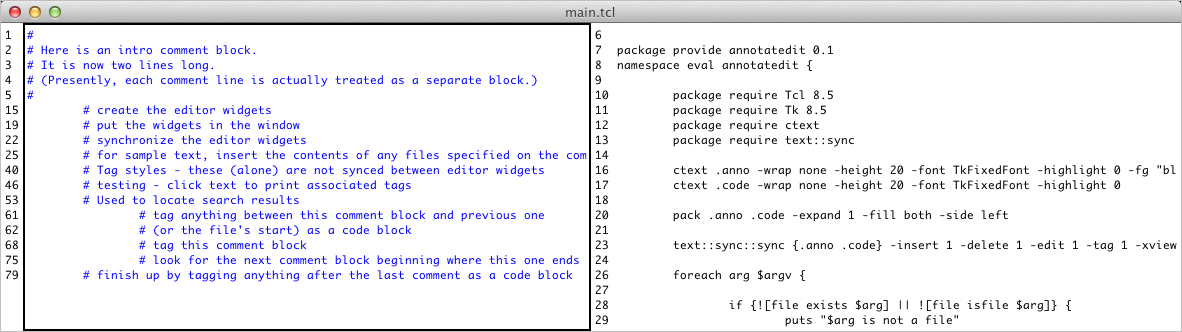 main.tcl
1 #
2 # Here is an intro comment block.
3 # It is now two lines long.
4 # (Presently, each comment line is actually treated as a separate block.)
5 #
15 # create the editor widgets
19 # put the widgets in the window
22 # synchronize the editor widgets
25 # for sample text, insert the contents of any files specified on the com
40 # Tag styles - these (alone) are not synced between editor widgets
46 # testing - click text to print associated tags
53 # Used to locate search results
61 # tag anything between this comment block and previous one
62 # (or the file's start) as a code block
68 # tag this comment block
75 # look for the next comment block beginning where this one ends
79 # finish up by tagging anything after the last comment as a code block
6
7 package provide annotatedit 0.1
8 namespace eval annotatedit {
9
10 package require Tcl 8.5
11 package require Tk 8.5
12 package require ctext
13 package require text::sync
14
16 ctext .anno -wrap none -height 20 -font TkFixedFont -highlight 0 -fg "bl
17 ctext .code -wrap none -height 20 -font TkFixedFont -highlight 0
18
20 pack .anno .code -expand 1 -fill both -side left
21
23 text::sync::sync {.anno .code} -insert 1 -delete 1 -edit 1 -tag 1 -xview
24
26 foreach arg $argv {
27
28 if {![file exists $arg] || ![file isfile $arg]} {
29 puts "$arg is not a file"